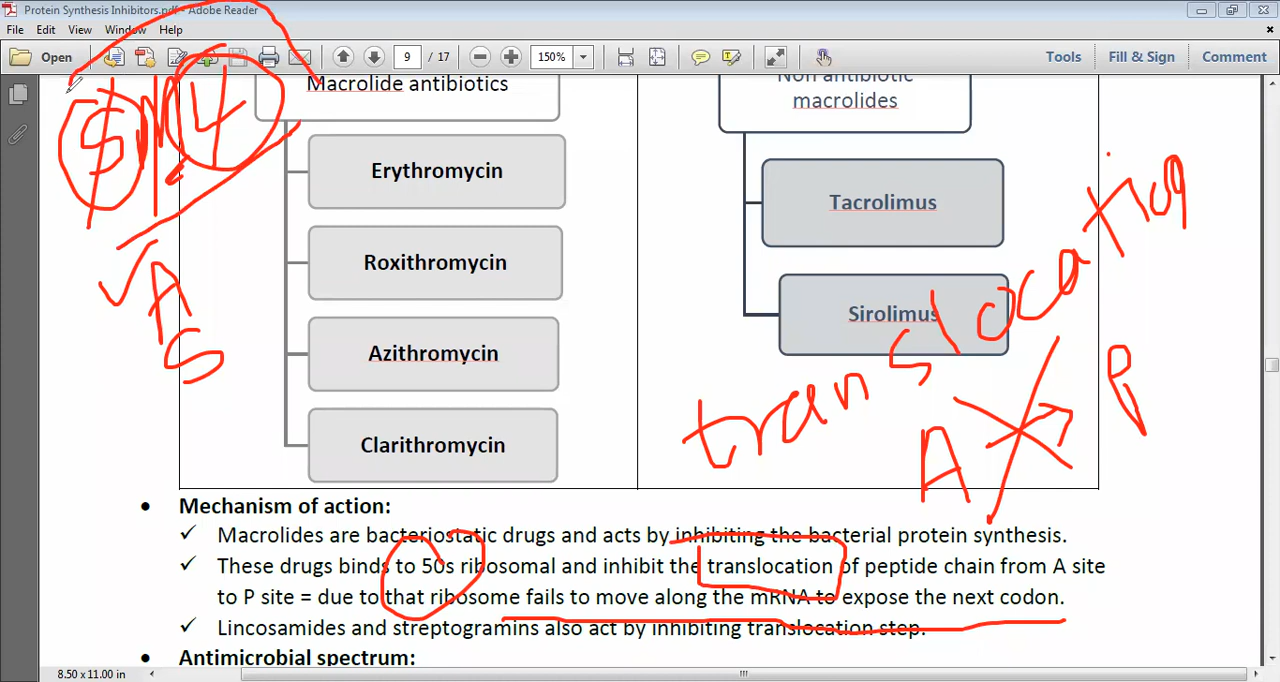 Protein Synthesis Inhibitors.pdf - Adobe Reader
File Edit View Window Help
Open 9 / 17 150% Tools Fill & Sign Comment
Macrolide antibiotics
Non antibiotic
macrolides
Erythromycin
Roxithromycin
Azithromycin
Clarithromycin
Tacrolimus
Sirolimus
translocation
A P
A
S
• Mechanism of action:
✓ Macrolides are bacteriostatic drugs and acts by inhibiting the bacterial protein synthesis.
✓ These drugs binds to 50s ribosomal and inhibit the translocation of peptide chain from A site
to P site = due to that ribosome fails to move along the mRNA to expose the next codon.
✓ Lincosamides and streptogramins also act by inhibiting translocation step.
• Antimicrobial spectrum:
8.50 x 11.00 in